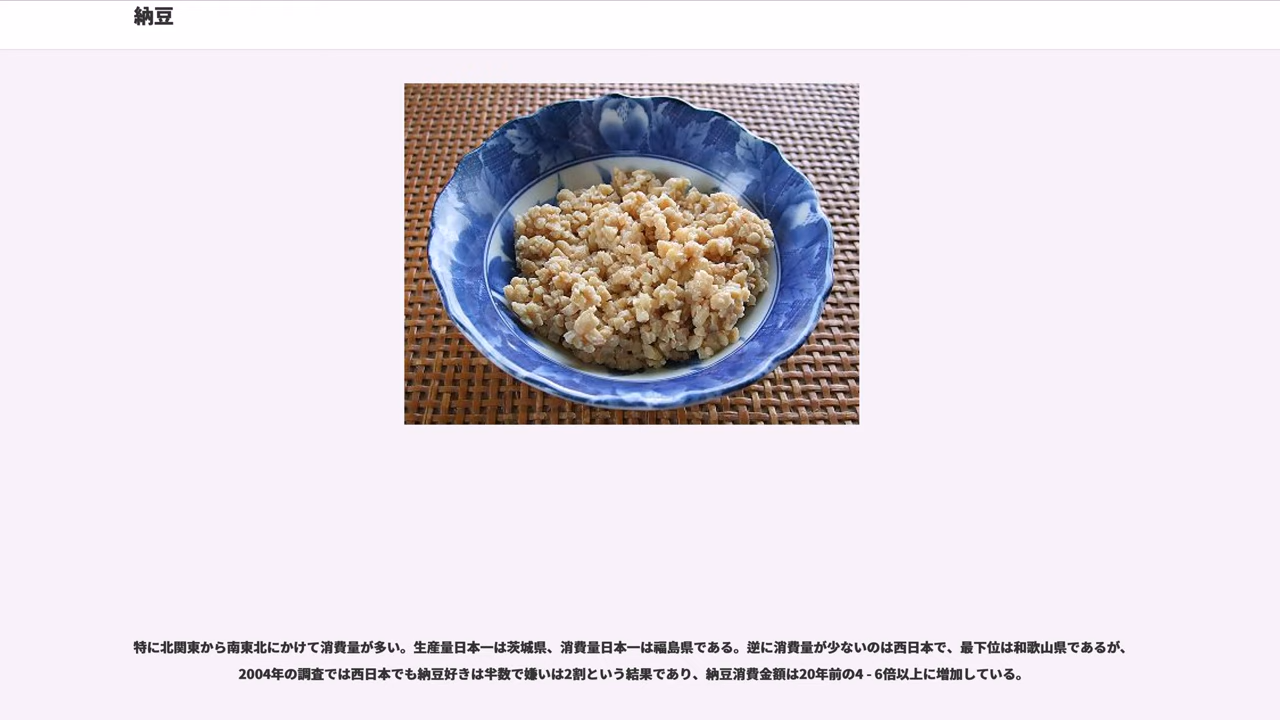 納豆
特に北関東から南東北にかけて消費量が多い。生産量日本一は茨城県、消費量日本一は福島県である。逆に消費量が少ないのは西日本で、最下位は和歌山県であるが、
2004年の調査では西日本でも納豆好きは半数で嫌いは2割という結果であり、納豆消費金額は20年前の4 - 6倍以上に増加している。